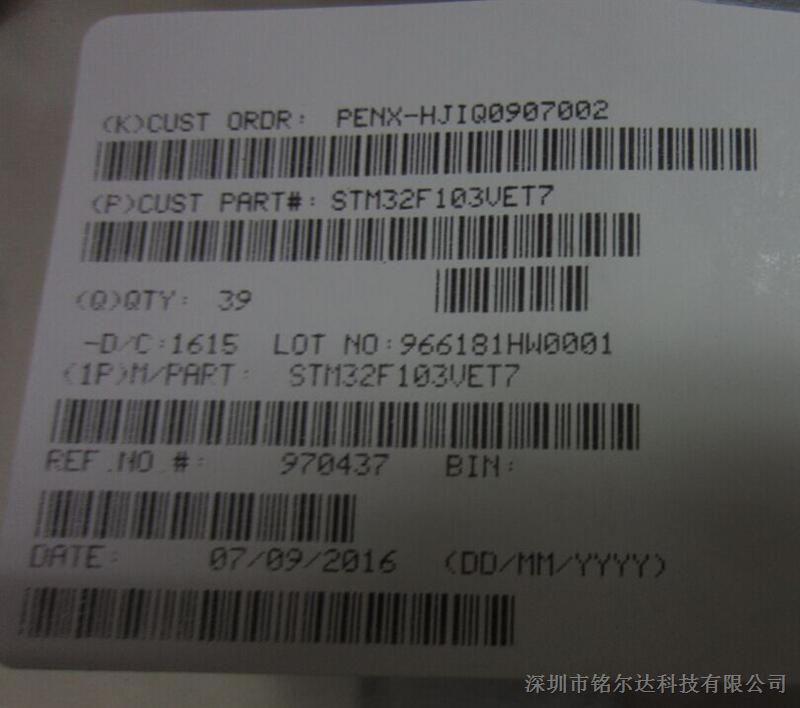 (K)CUST ORDR: PENX-HJIQ0907002
(P)CUST PART#: STM32F103VET7
(Q)QTY: 39
-D/C:1615 LOT NO:966181HW0001
(1P)M/PART: STM32F103VET7
REF.NO #: 970437 BIN:
DATE: 07/09/2016 (DD/MM/YYYY)
深圳市铭尔达科技有限公司